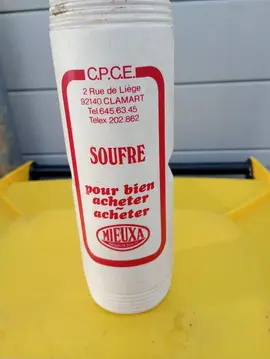 C.P.C.E.
2 Rue de Liège
92140 CLAMART
Tel.645.63.45
Telex 202.862
SOUFRE
pour bien
acheter
~
acheter
MIEUXA